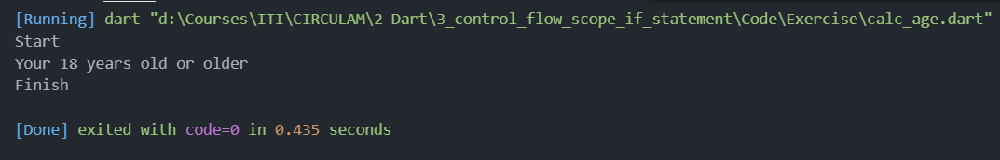 [Running] dart "d:\Courses\ITI\CIRCULAM\2-Dart\3_control_flow_scope_if_statement\Code\Exercise\calc_age.dart"
Start
Your 18 years old or older
Finish
[Done] exited with code=0 in 0.435 seconds